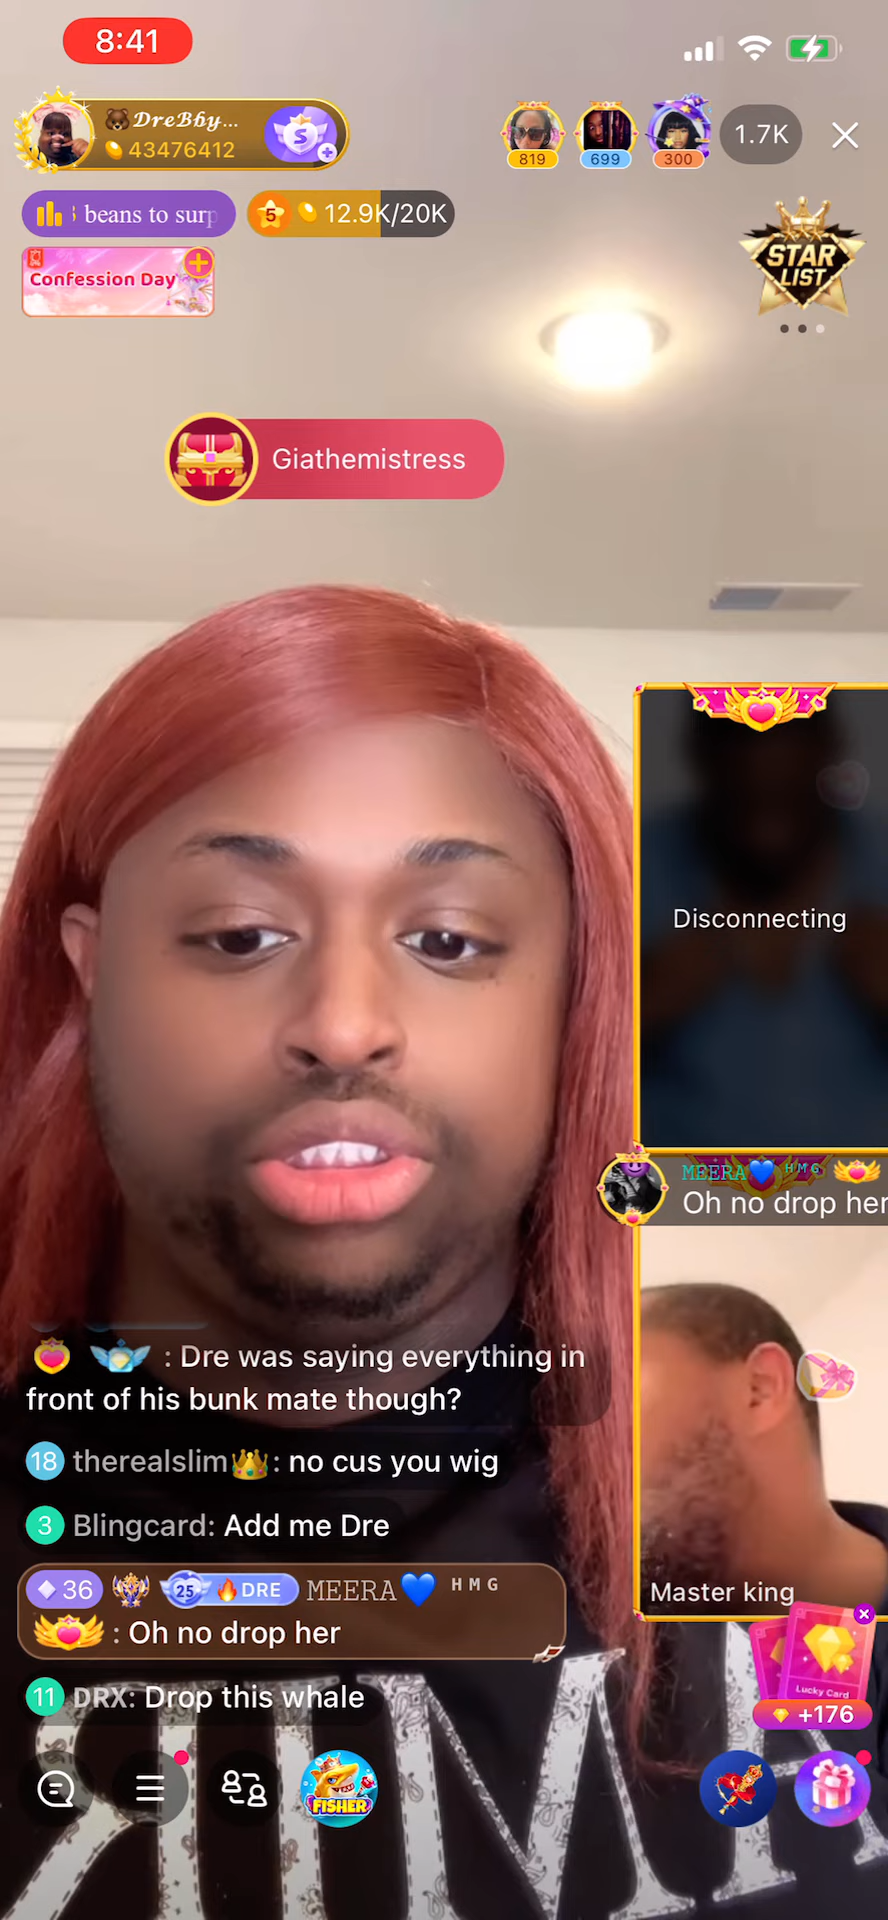 8:41
🐻𝓓𝓻𝓮𝓑𝓫𝔂...
43476412
S
819
699
300
1.7K
beans to surp
5
12.9K/20K
Confession Day
STAR
LIST
Giathemistress
Disconnecting
MEERA💙 ᴴᴹᴳ
Oh no drop her
: Dre was saying everything in
front of his bunk mate though?
18 therealslim👑: no cus you wig
3 Blingcard: Add me Dre
36 25 🔥DRE MEERA💙 ᴴᴹᴳ
: Oh no drop her
11 DRX: Drop this whale
Master king
Lucky Card
+176
FISHER